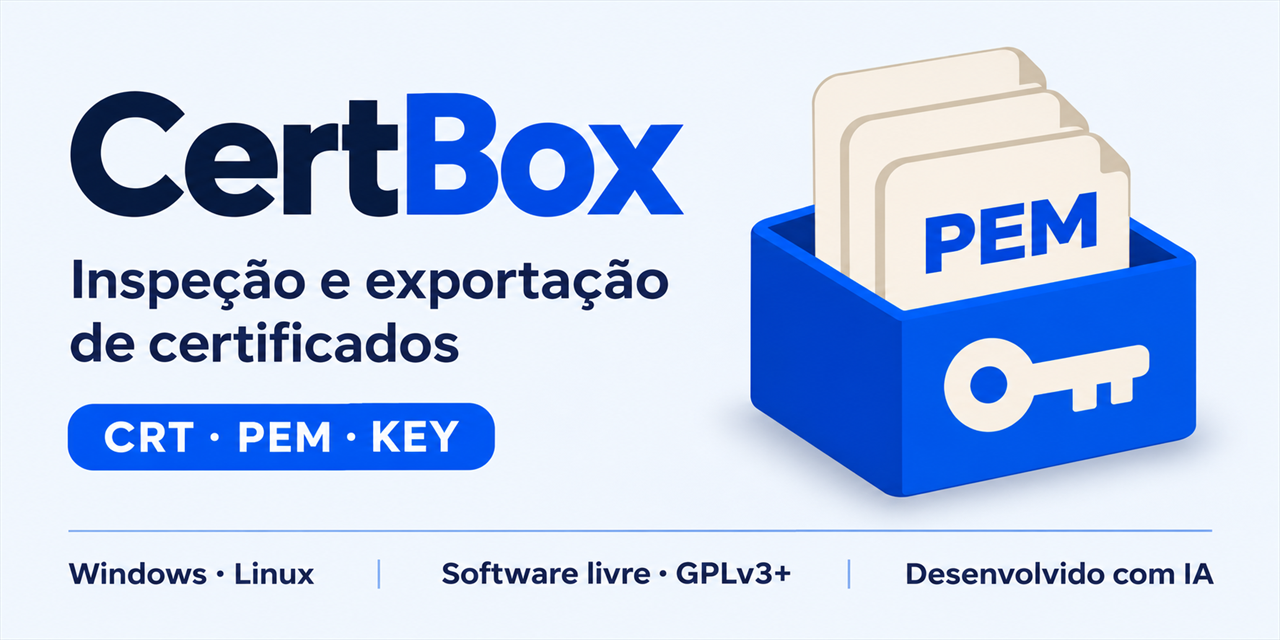 CertBox
Inspeção e exportação
de certificados
CRT · PEM · KEY
PEM
Windows · Linux
Software livre · GPLv3+
Desenvolvido com IA